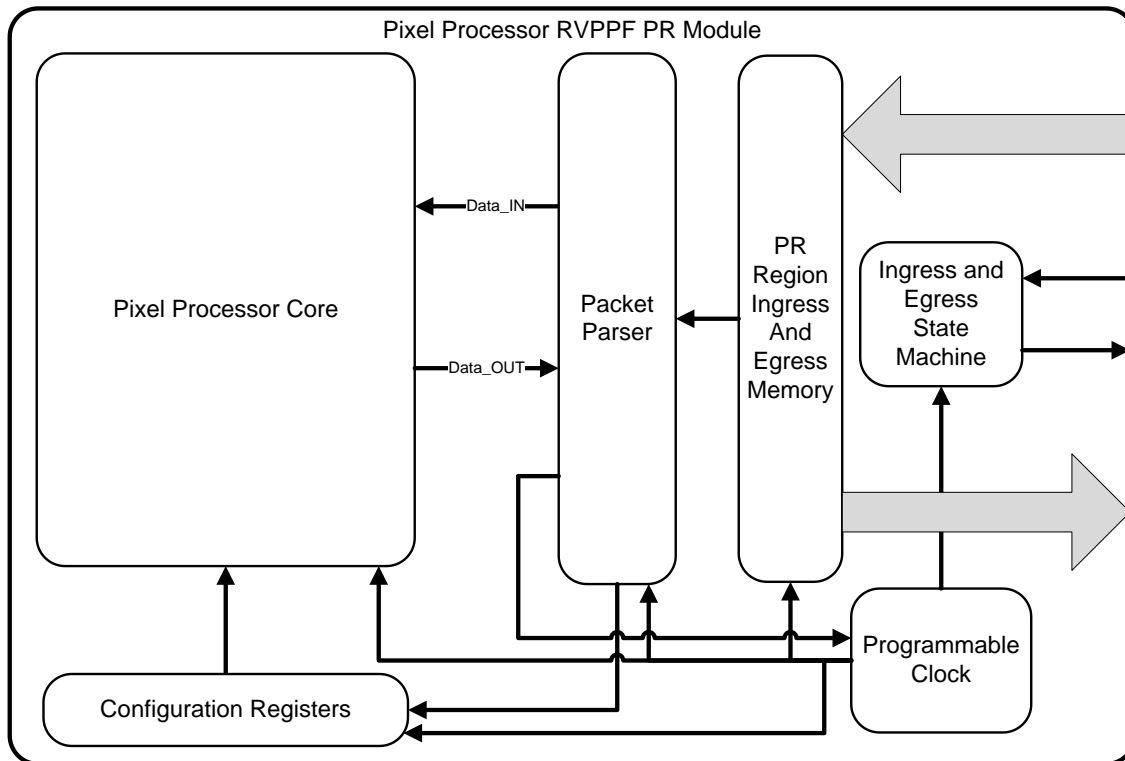 Pixel Processor RVPPF PR Module
Pixel Processor Core
Data_IN
Data_OUT
Packet
Parser
PR
Region
Ingress
And
Egress
Memory
Ingress and
Egress
State
Machine
Programmable
Clock
Configuration Registers